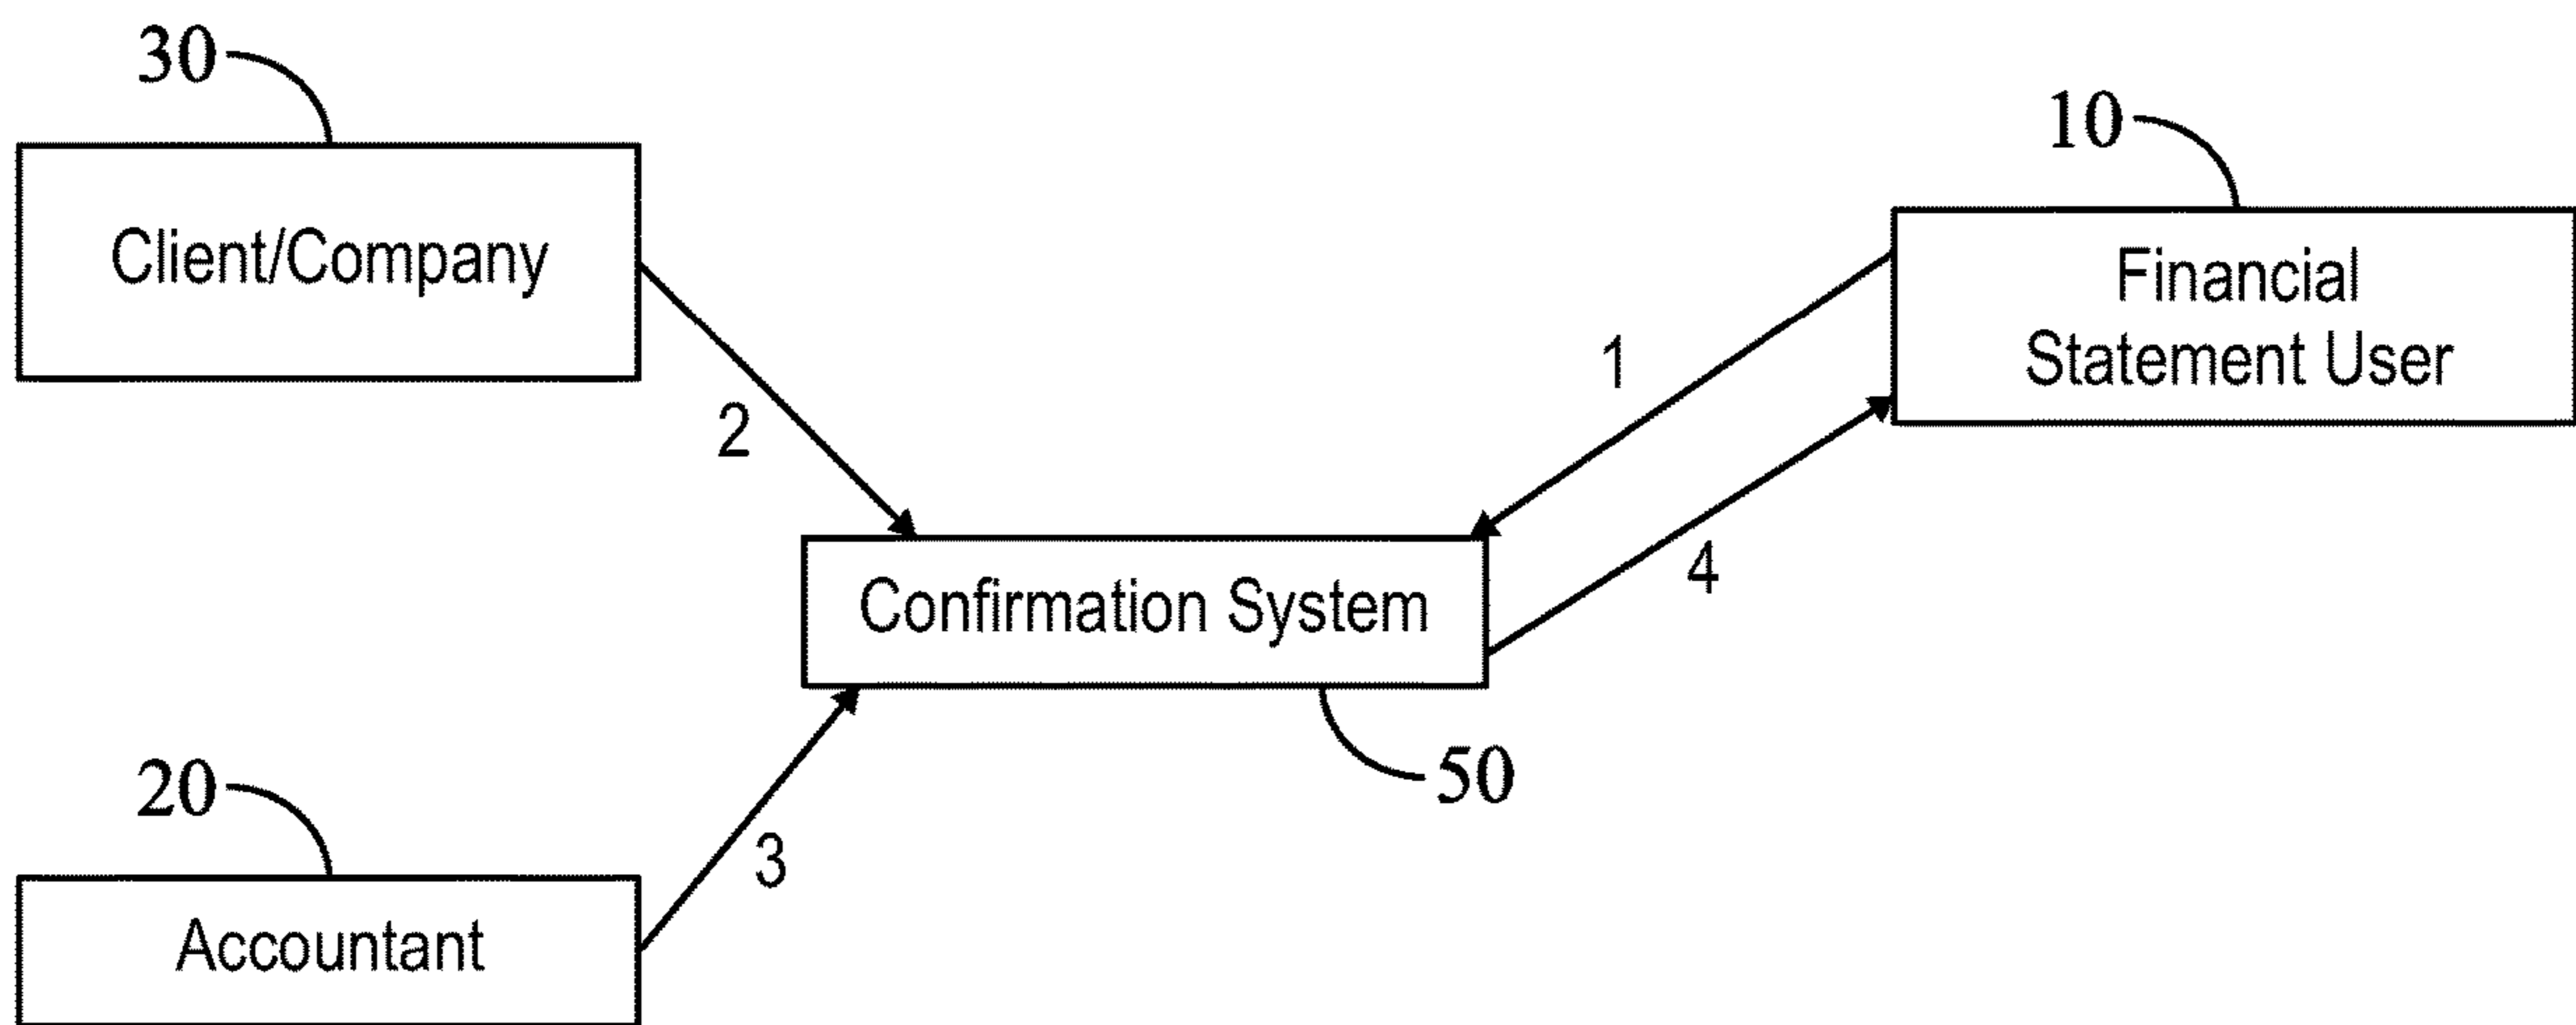 30
10
Client/Company
Financial
Statement User
1
2
4
Confirmation System
50
20
3
Accountant